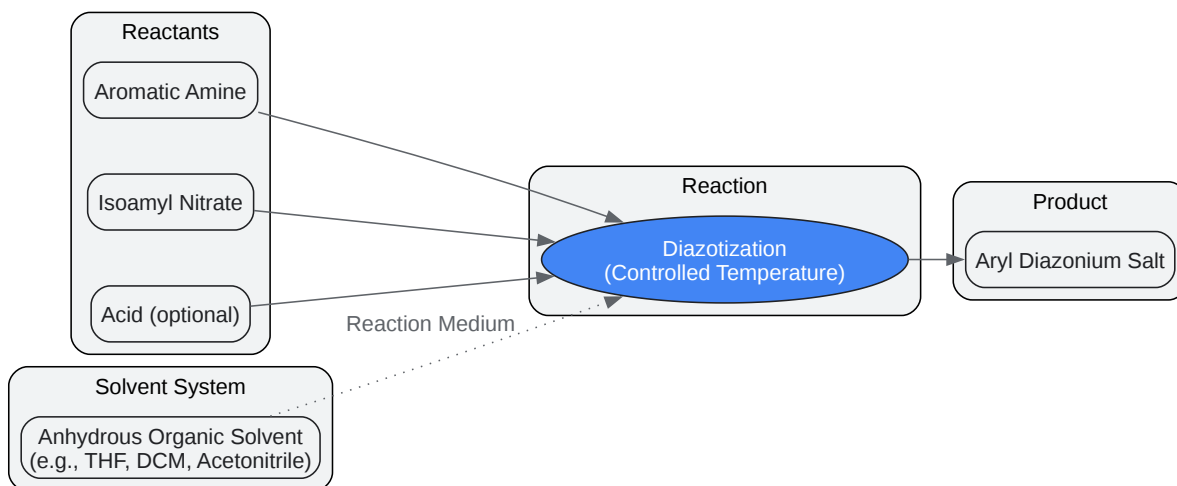 Reactants
Aromatic Amine
Isoamyl Nitrate
Acid (optional)
Reaction Medium
Solvent System
Anhydrous Organic Solvent
(e.g., THF, DCM, Acetonitrile)
Reaction
Diazotization
(Controlled Temperature)
Product
Aryl Diazonium Salt